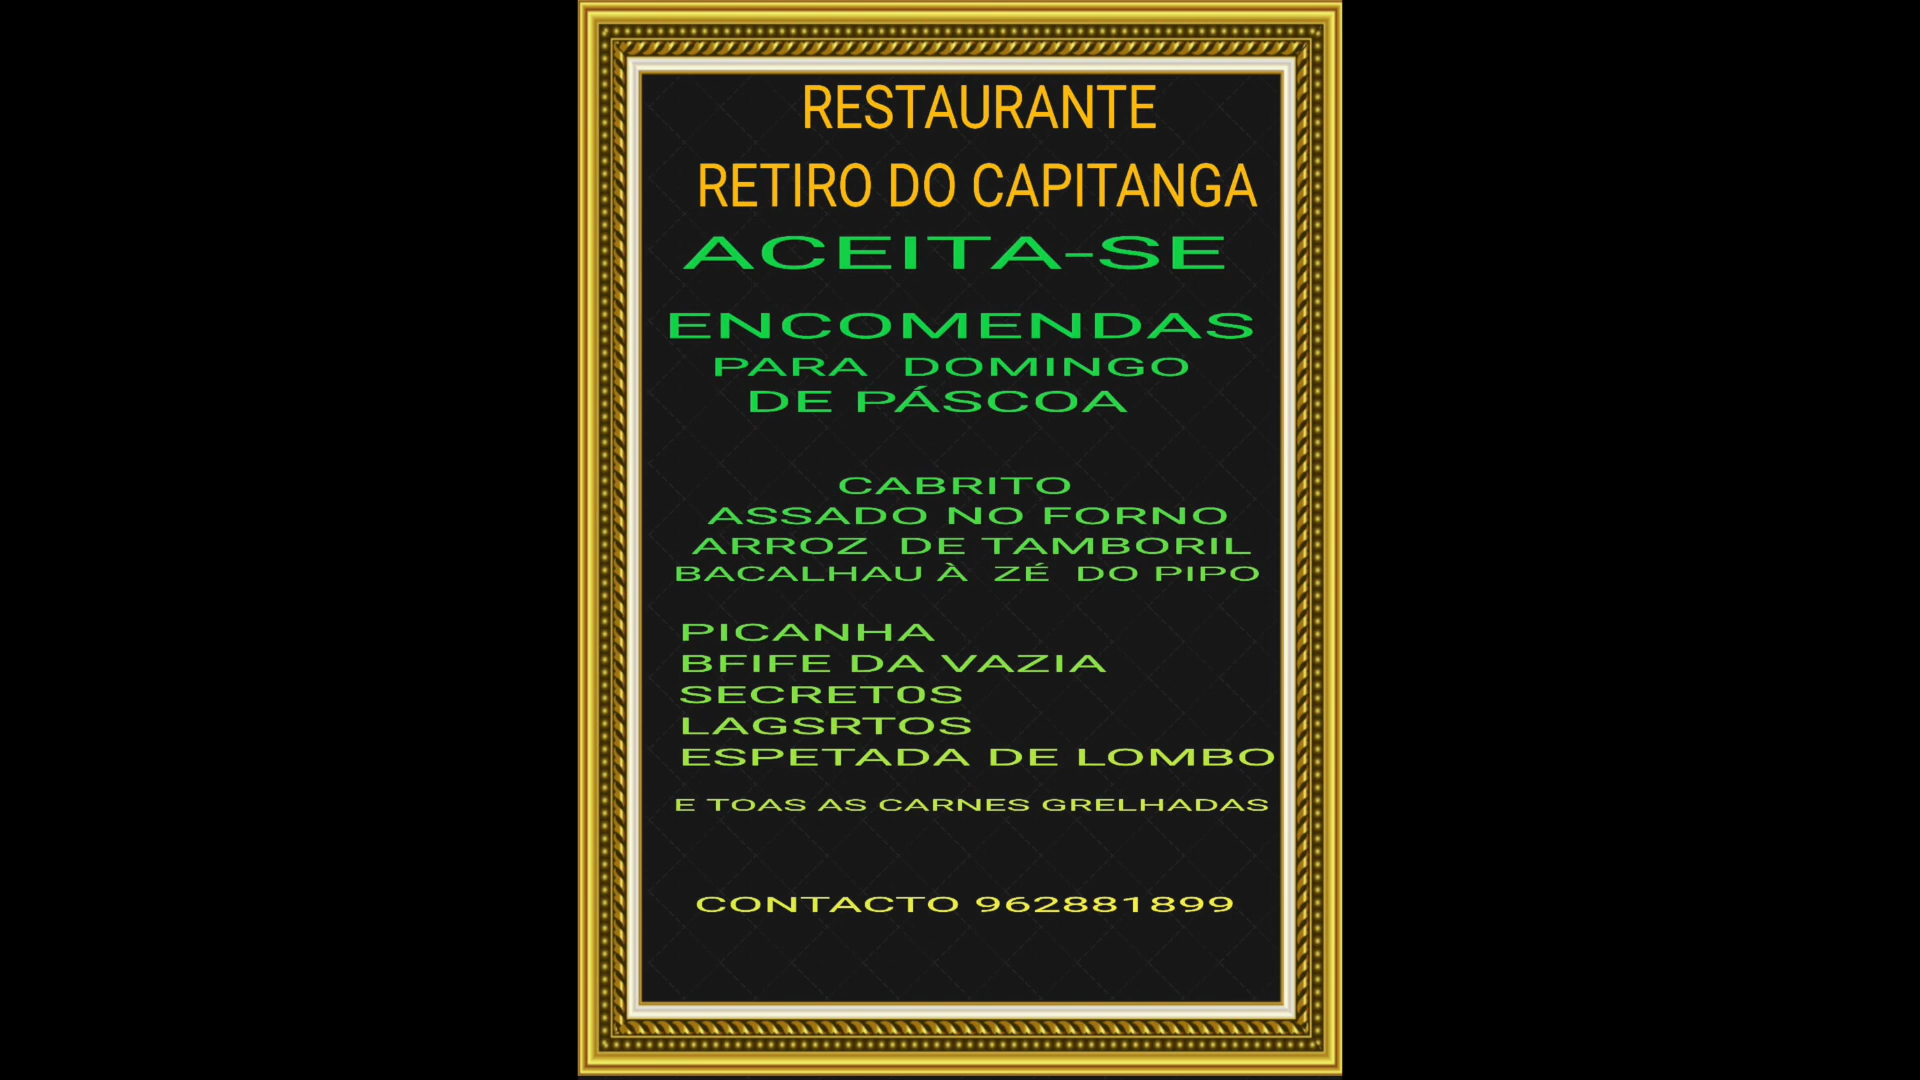 RESTAURANTE
RETIRO DO CAPITANGA
ACEITA-SE
ENCOMENDAS
PARA DOMINGO
DE PÁSCOA
CABRITO
ASSADO NO FORNO
ARROZ DE TAMBORIL
BACALHAU À ZÉ DO PIPO
PICANHA
BFIFE DA VAZIA
SECRET0S
LAGSRTOS
ESPETADA DE LOMBO
E TOAS AS CARNES GRELHADAS
CONTACTO 962881899